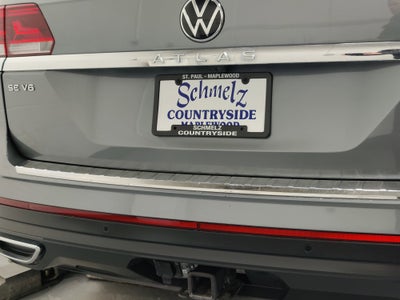 ATLAS
SE V6
ST. PAUL - MAPLEWOOD
Schmelz
COUNTRYSIDE
MAPLEWOOD
SCHMELZ
COUNTRYSIDE